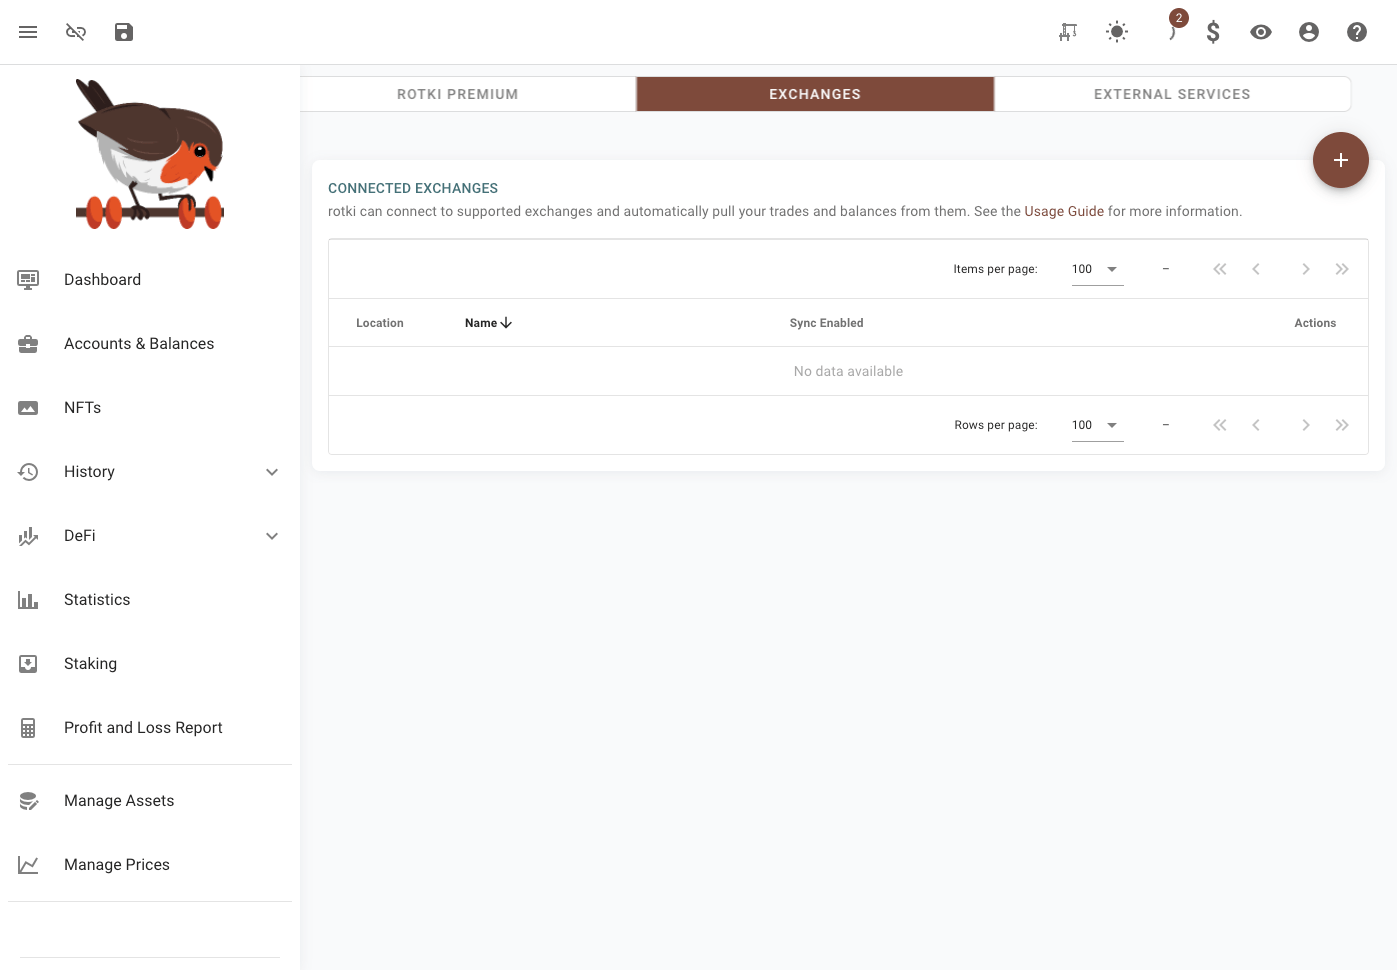 2
ROTKI PREMIUM
EXCHANGES
EXTERNAL SERVICES
CONNECTED EXCHANGES
rotki can connect to supported exchanges and automatically pull your trades and balances from them. See the Usage Guide for more information.
Items per page: 100 –
Location Name Sync Enabled Actions
No data available
Rows per page: 100 –
Dashboard
Accounts & Balances
NFTs
History
DeFi
Statistics
Staking
Profit and Loss Report
Manage Assets
Manage Prices